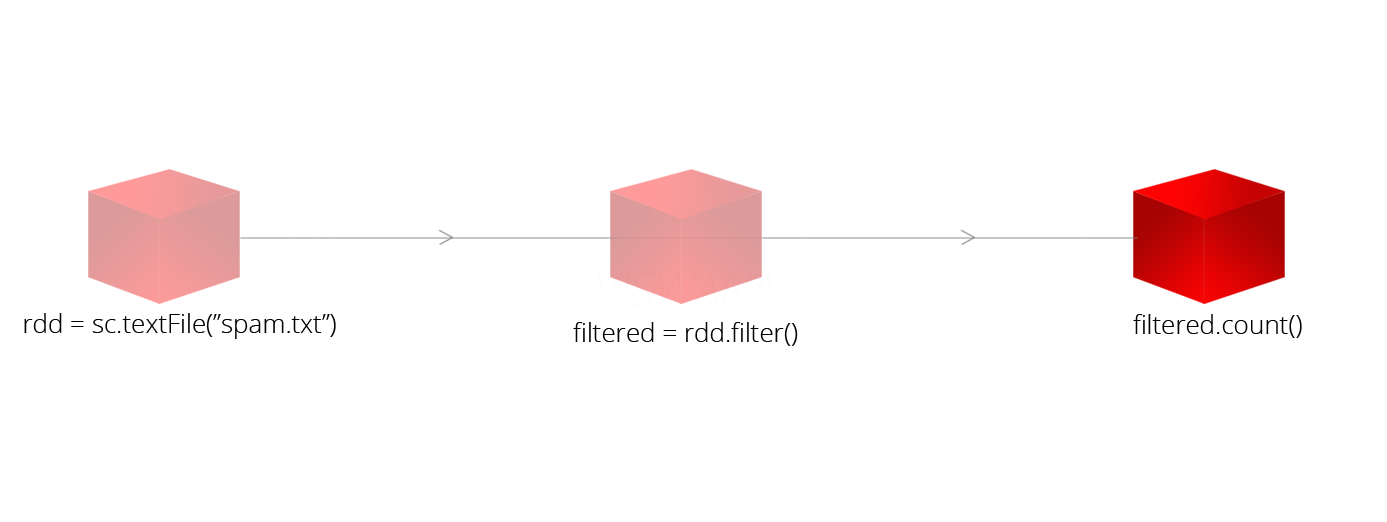 rdd = sc.textFile(”spam.txt”)
filtered = rdd.filter()
filtered.count()